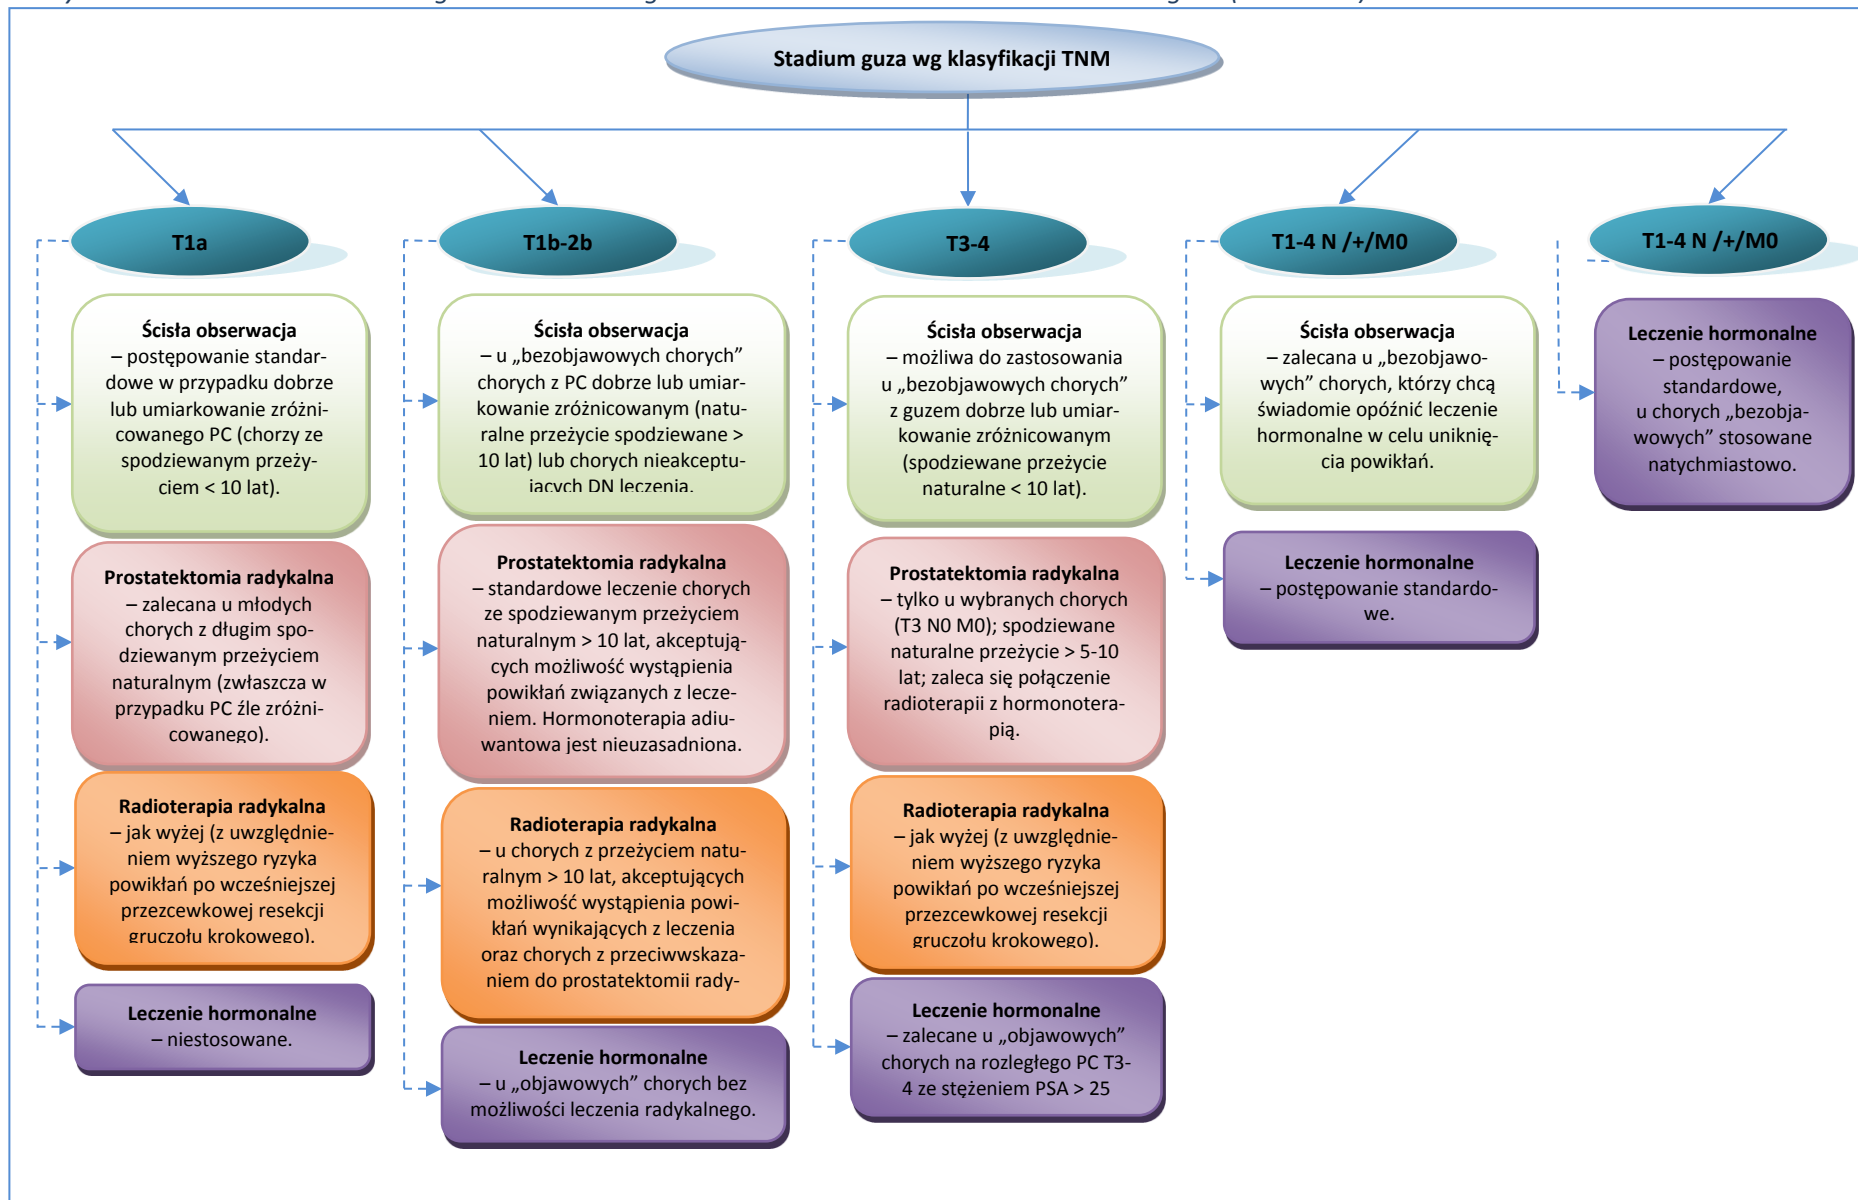 Stadium guza wg klasyfikacji TNM
T1a
Ścisła obserwacja
– postępowanie standar-
dowe w przypadku dobrze
lub umiarkowanie zróżni-
cowanego PC (chorzy ze
spodziewanym przeży-
ciem < 10 lat).
Prostatektomia radykalna
– zalecana u młodych
chorych z długim spo-
dziewanym przeżyciem
naturalnym (zwłaszcza w
przypadku PC źle zróżni-
cowanego).
Radioterapia radykalna
– jak wyżej (z uwzględnie-
niem wyższego ryzyka
powikłań po wcześniejszej
przezcewkowej resekcji
gruczołu krokowego).
Leczenie hormonalne
– niestosowane.
T1b-2b
Ścisła obserwacja
– u „bezobjawowych chorych”
chorych z PC dobrze lub umiar-
kowanie zróżnicowanym (natu-
ralne przeżycie spodziewane >
10 lat) lub chorych nieakceptu-
jących DN leczenia.
Prostatektomia radykalna
– standardowe leczenie chorych
ze spodziewanym przeżyciem
naturalnym > 10 lat, akceptują-
cych możliwość wystąpienia
powikłań związanych z lecze-
niem. Hormonoterapia adiu-
wantowa jest nieuzasadniona.
Radioterapia radykalna
– u chorych z przeżyciem natu-
ralnym > 10 lat, akceptujących
możliwość wystąpienia powi-
kłań wynikających z leczenia
oraz chorych z przeciwwskaza-
niem do prostatektomii rady-
Leczenie hormonalne
– u „objawowych” chorych bez
możliwości leczenia radykalnego.
T3-4
Ścisła obserwacja
– możliwa do zastosowania
u „bezobjawowych chorych”
z guzem dobrze lub umiar-
kowanie zróżnicowanym
(spodziewane przeżycie
naturalne < 10 lat).
Prostatektomia radykalna
– tylko u wybranych chorych
(T3 N0 M0); spodziewane
naturalne przeżycie > 5-10
lat; zaleca się połączenie
radioterapii z hormonotera-
pią.
Radioterapia radykalna
– jak wyżej (z uwzględnie-
niem wyższego ryzyka
powikłań po wcześniejszej
przezcewkowej resekcji
gruczołu krokowego).
Leczenie hormonalne
– zalecane u „objawowych”
chorych na rozległego PC T3-
4 ze stężeniem PSA > 25
T1-4 N /+/M0
Ścisła obserwacja
– zalecana u „bezobjawo-
wych” chorych, którzy chcą
świadomie opóźnić leczenie
hormonalne w celu uniknię-
cia powikłań.
Leczenie hormonalne
– postępowanie standardo-
we.
T1-4 N /+/M0
Leczenie hormonalne
– postępowanie
standardowe,
u chorych „bezobja-
wowych” stosowane
natychmiastowo.